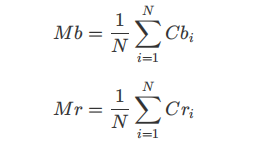 Mb = \frac{1}{N} \sum_{i=1}^{N} Cb_i
Mr = \frac{1}{N} \sum_{i=1}^{N} Cr_i